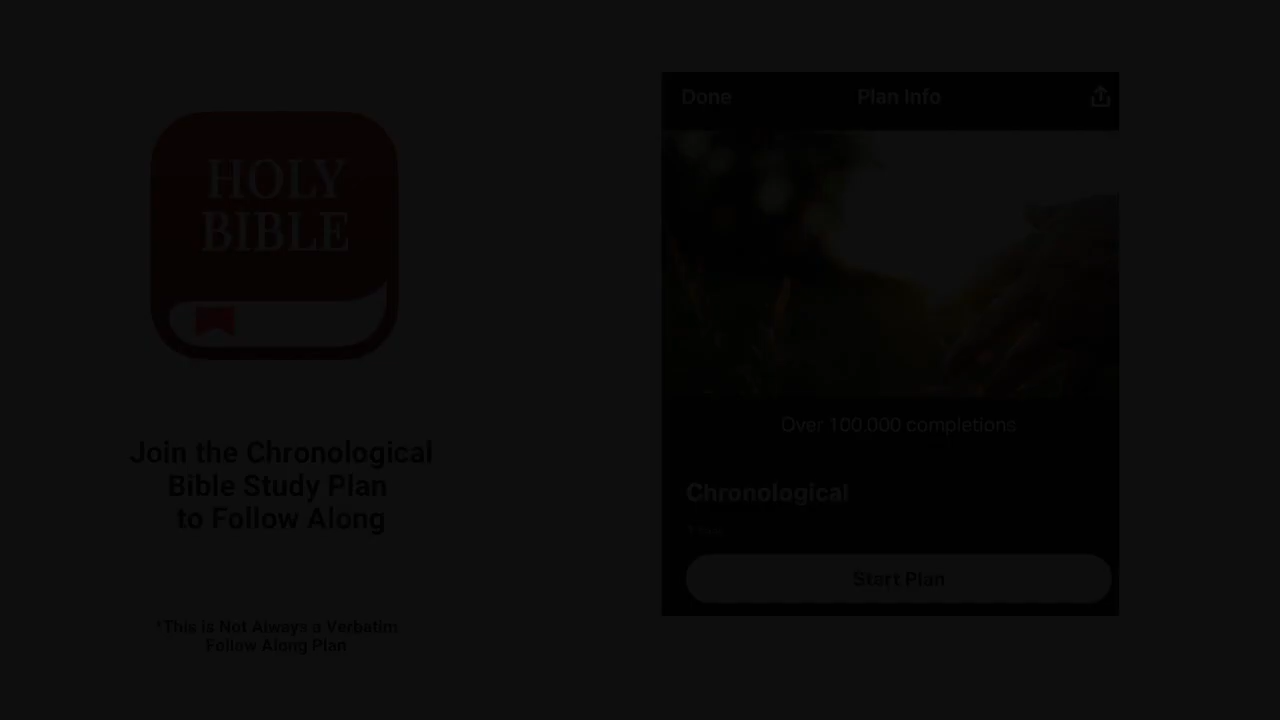 HOLY
BIBLE
Join the Chronological
Bible Study Plan
to Follow Along
*This is Not Always a Verbatim
Follow Along Plan
Done
Plan Info
Over 100,000 completions
Chronological
Start Plan